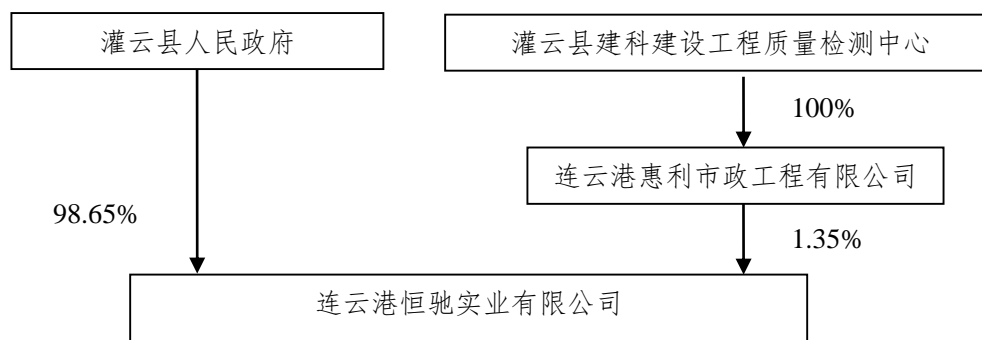 灌云县人民政府
灌云县建科建设工程质量检测中心
100%
连云港惠利市政工程有限公司
98.65%
1.35%
连云港恒驰实业有限公司